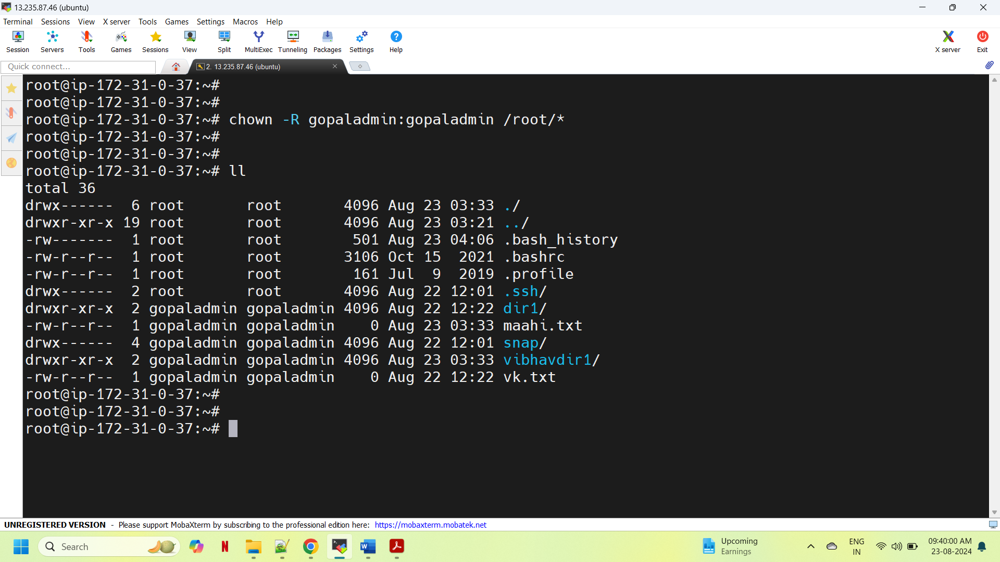 13.235.87.46 (ubuntu)
Terminal Sessions View X server Tools Games Settings Macros Help
Session Servers Tools Games Sessions View Split MultiExec Tunneling Packages Settings Help X server Exit
Quick connect...
2. 13.235.87.46 (ubuntu)
root@ip-172-31-0-37:~#
root@ip-172-31-0-37:~#
root@ip-172-31-0-37:~# chown -R gopaladmin:gopaladmin /root/*
root@ip-172-31-0-37:~#
root@ip-172-31-0-37:~#
root@ip-172-31-0-37:~# ll
total 36
drwx------  6 root       root       4096 Aug 23 03:33 ./
drwxr-xr-x 19 root       root       4096 Aug 23 03:21 ../
-rw-------  1 root       root        501 Aug 23 04:06 .bash_history
-rw-r--r--  1 root       root       3106 Oct 15  2021 .bashrc
-rw-r--r--  1 root       root        161 Jul  9  2019 .profile
drwx------  2 root       root       4096 Aug 22 12:01 .ssh/
drwxr-xr-x  2 gopaladmin gopaladmin 4096 Aug 22 12:22 dir1/
-rw-r--r--  1 gopaladmin gopaladmin    0 Aug 23 03:33 maahi.txt
drwx------  4 gopaladmin gopaladmin 4096 Aug 22 12:01 snap/
drwxr-xr-x  2 gopaladmin gopaladmin 4096 Aug 23 03:33 vibhavdir1/
-rw-r--r--  1 gopaladmin gopaladmin    0 Aug 22 12:22 vk.txt
root@ip-172-31-0-37:~#
root@ip-172-31-0-37:~#
root@ip-172-31-0-37:~#
UNREGISTERED VERSION - Please support MobaXterm by subscribing to the professional edition here: https://mobaxterm.mobatek.net
Search
Upcoming
Earnings
ENG
IN
09:40:00 AM
23-08-2024